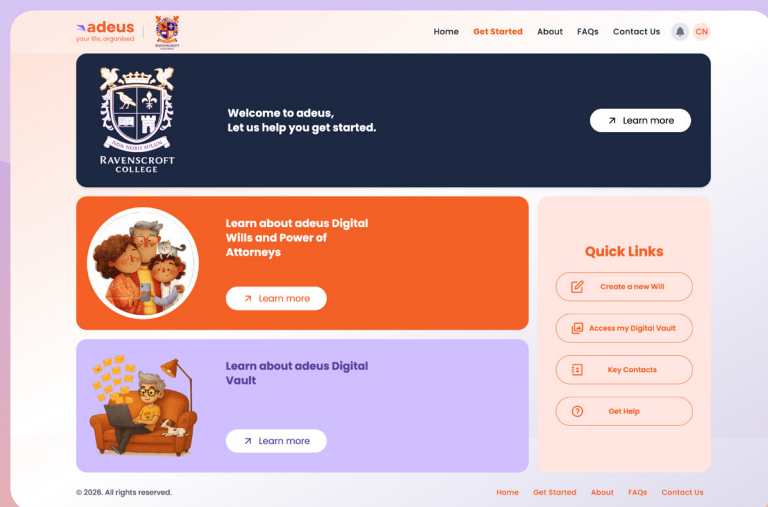 adeus
your life, organised
RAVENSCROFT
COLLEGE
Home
Get Started
About
FAQs
Contact Us
CN
NON NOBIS SOLUM
RAVENSCROFT
COLLEGE
Welcome to adeus,
Let us help you get started.
Learn more
Learn about adeus Digital
Wills and Power of
Attorneys
Learn more
Learn about adeus Digital
Vault
Learn more
Quick Links
Create a new Will
Access my Digital Vault
Key Contacts
Get Help
© 2026. All rights reserved.
Home
Get Started
About
FAQs
Contact Us